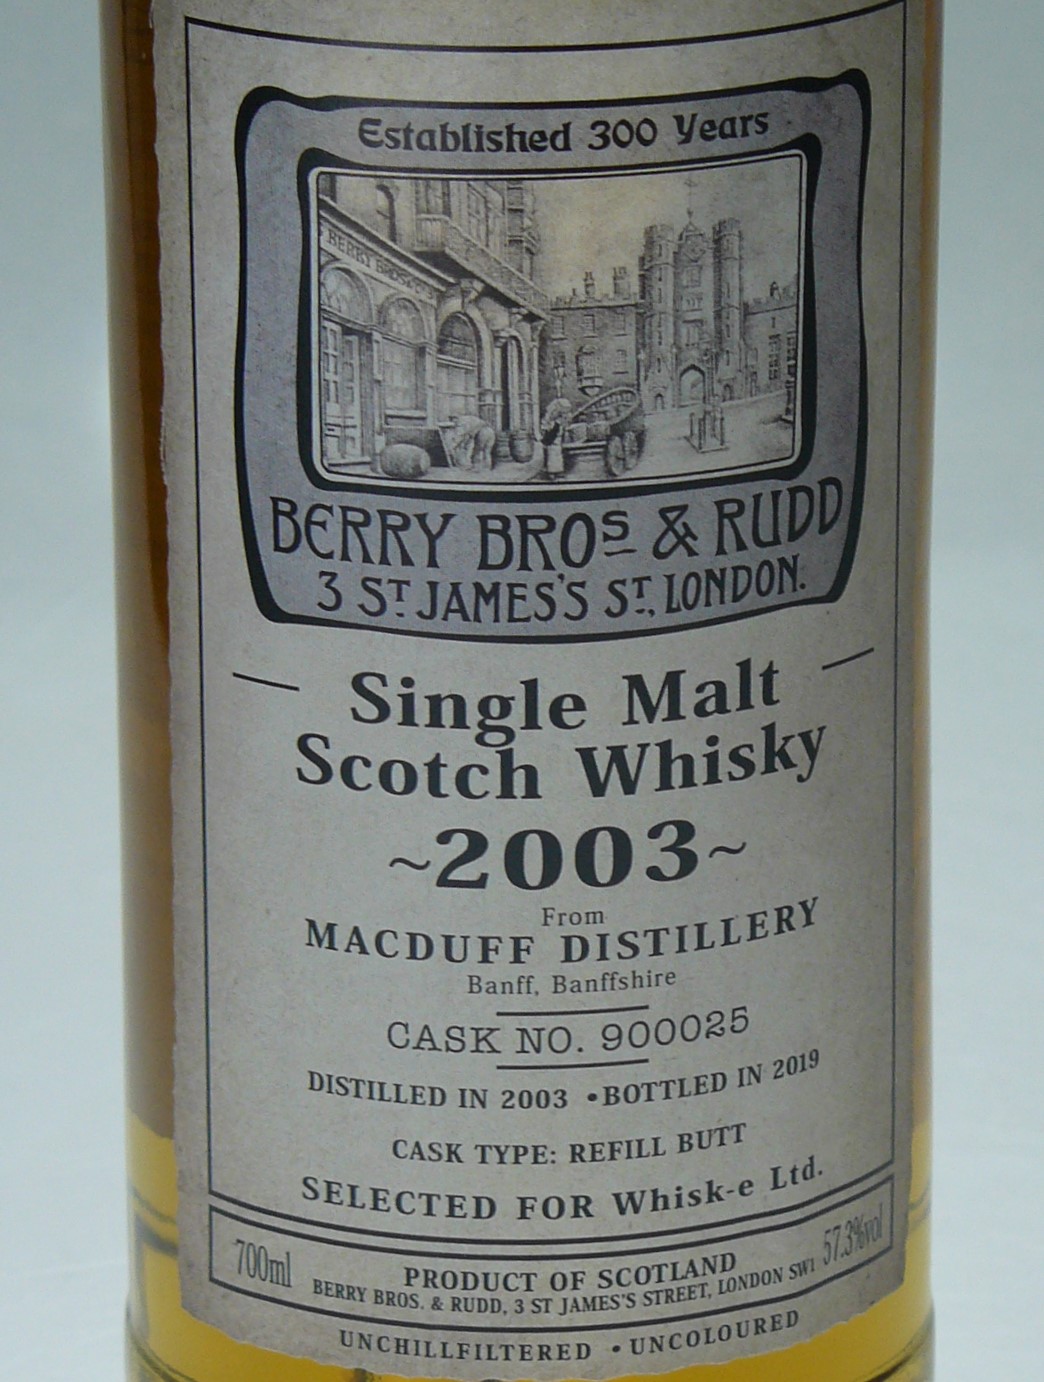 Established 300 Years
BERRY BROS
BERRY BROS & RUDD
3 ST JAMES'S ST, LONDON.
Single Malt
Scotch Whisky
~2003~
From
MACDUFF DISTILLERY
Banff, Banffshire
CASK NO. 900025
DISTILLED IN 2003 • BOTTLED IN 2019
CASK TYPE: REFILL BUTT
SELECTED FOR Whisk-e Ltd.
700ml PRODUCT OF SCOTLAND 57.3%vol
BERRY BROS. & RUDD, 3 ST JAMES'S STREET, LONDON SW1
UNCHILLFILTERED • UNCOLOURED